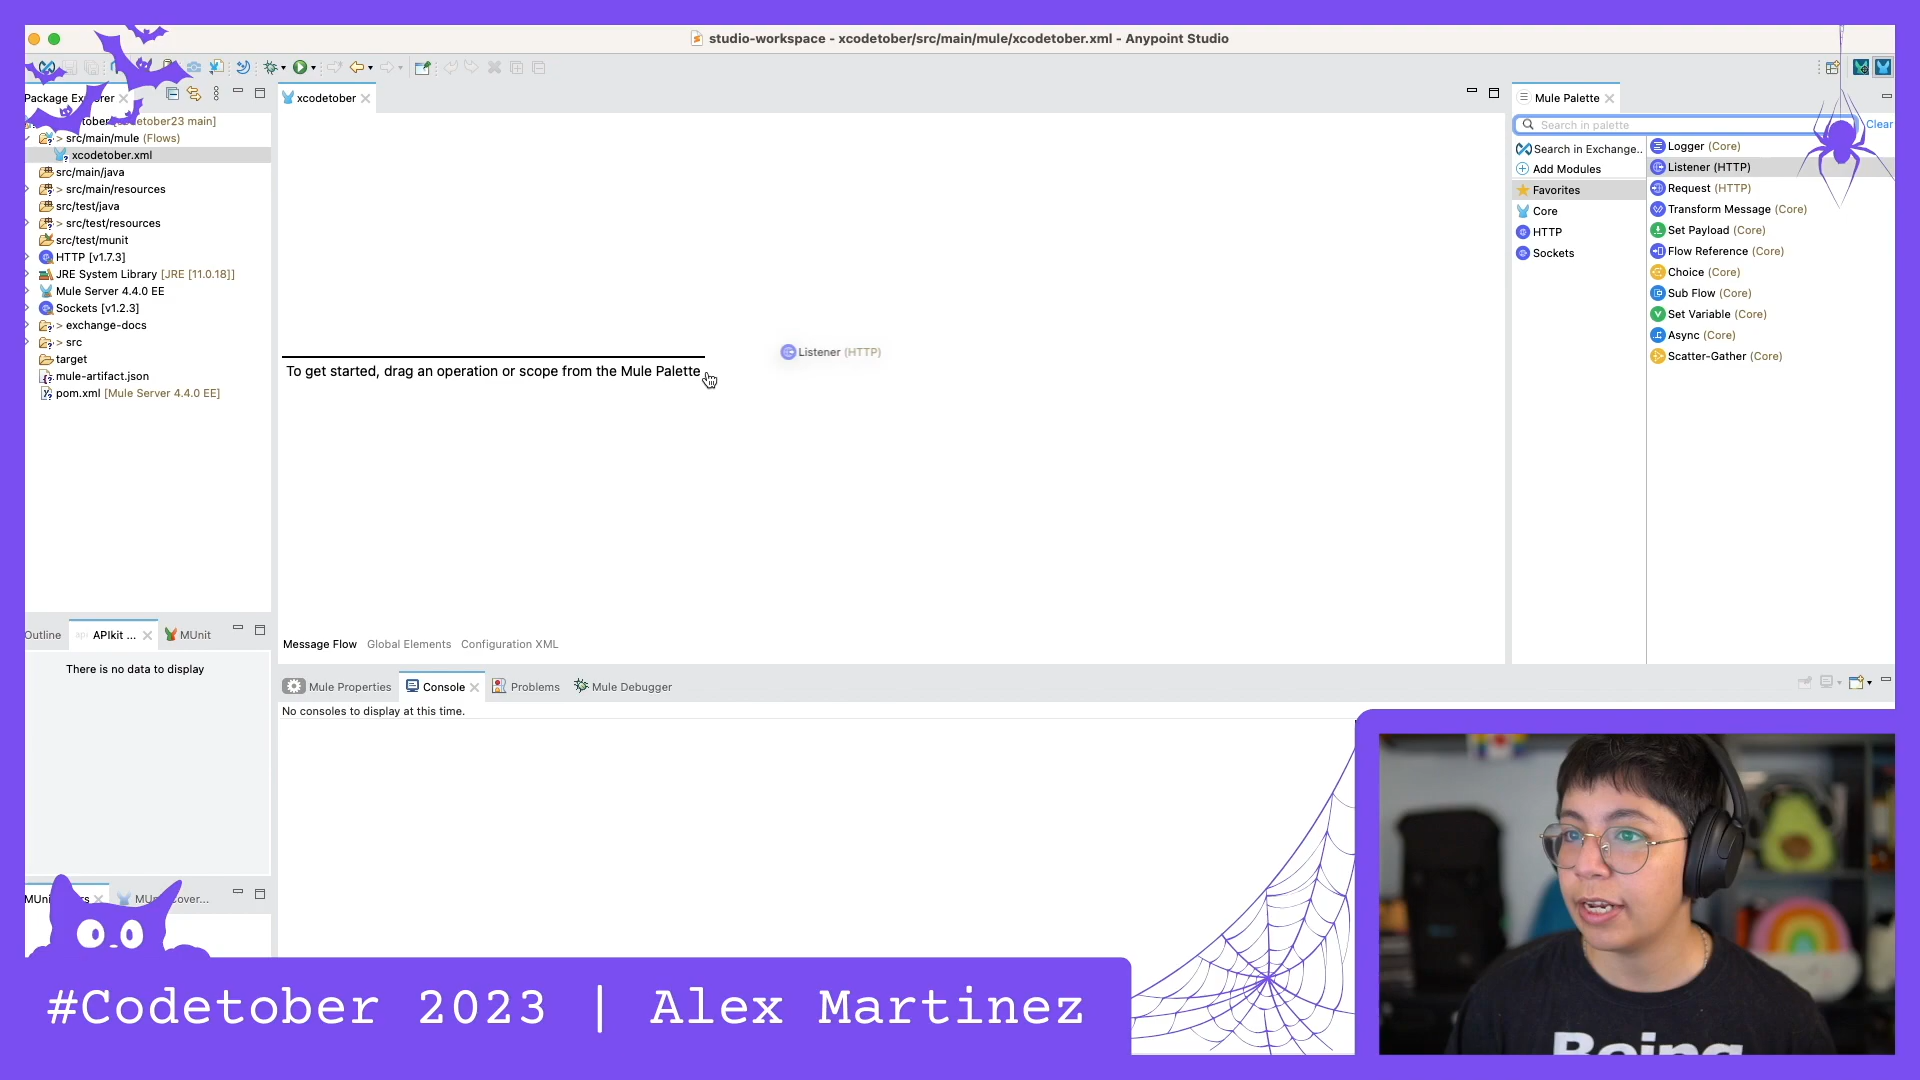 studio-workspace - xcodetober/src/main/mule/xcodetober.xml - Anypoint Studio
Package Explorer
codetober23 main]
> src/main/mule (Flows)
xcodetober.xml
src/main/java
> src/main/resources
src/test/java
> src/test/resources
src/test/munit
HTTP [v1.7.3]
JRE System Library [JRE [11.0.18]]
Mule Server 4.4.0 EE
Sockets [v1.2.3]
> exchange-docs
> src
target
mule-artifact.json
pom.xml [Mule Server 4.4.0 EE]
Outline
APIkit ...
MUnit
There is no data to display
xcodetober
Listener (HTTP)
To get started, drag an operation or scope from the Mule Palette
Message Flow Global Elements Configuration XML
Mule Properties
Console
Problems
Mule Debugger
No consoles to display at this time.
Mule Palette
Search in palette
Clear
Search in Exchange..
Add Modules
Favorites
Core
HTTP
Sockets
Logger (Core)
Listener (HTTP)
Request (HTTP)
Transform Message (Core)
Set Payload (Core)
Flow Reference (Core)
Choice (Core)
Sub Flow (Core)
Set Variable (Core)
Async (Core)
Scatter-Gather (Core)
#Codetober 2023 | Alex Martinez
Being